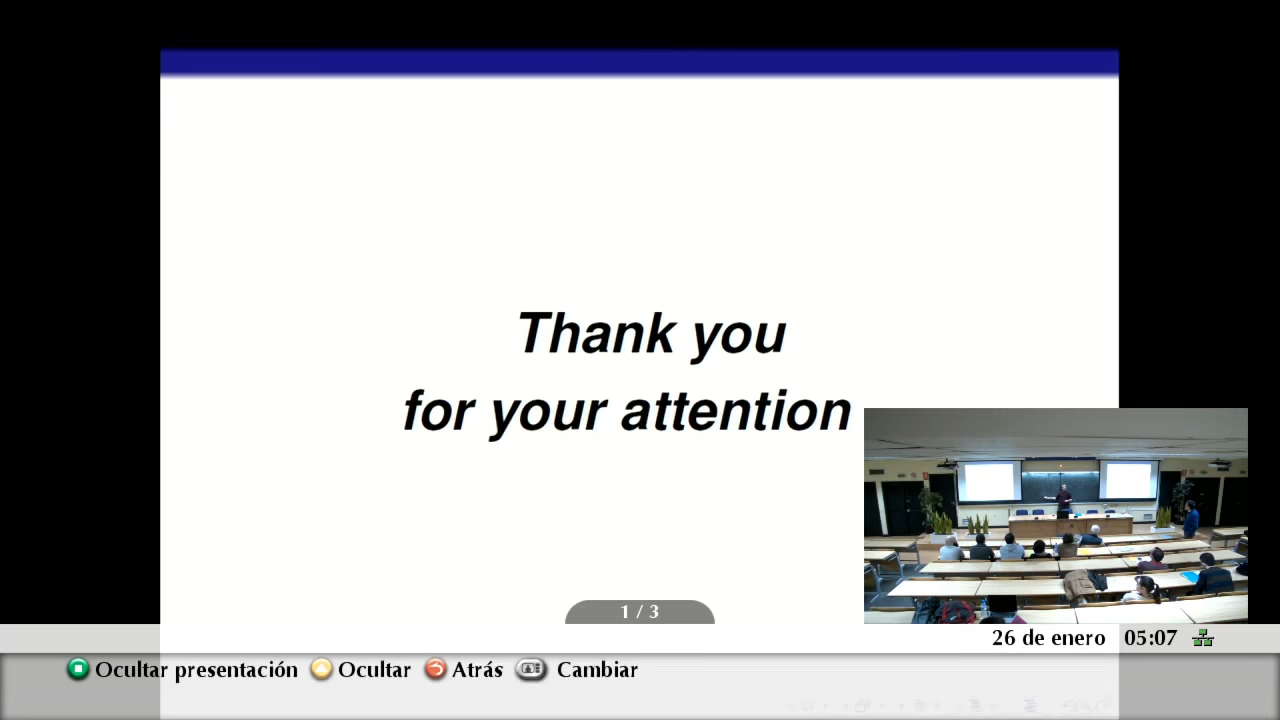 Thank you
for your attention
1 / 3
26 de enero 05:07
Ocultar presentación Ocultar Atrás Cambiar